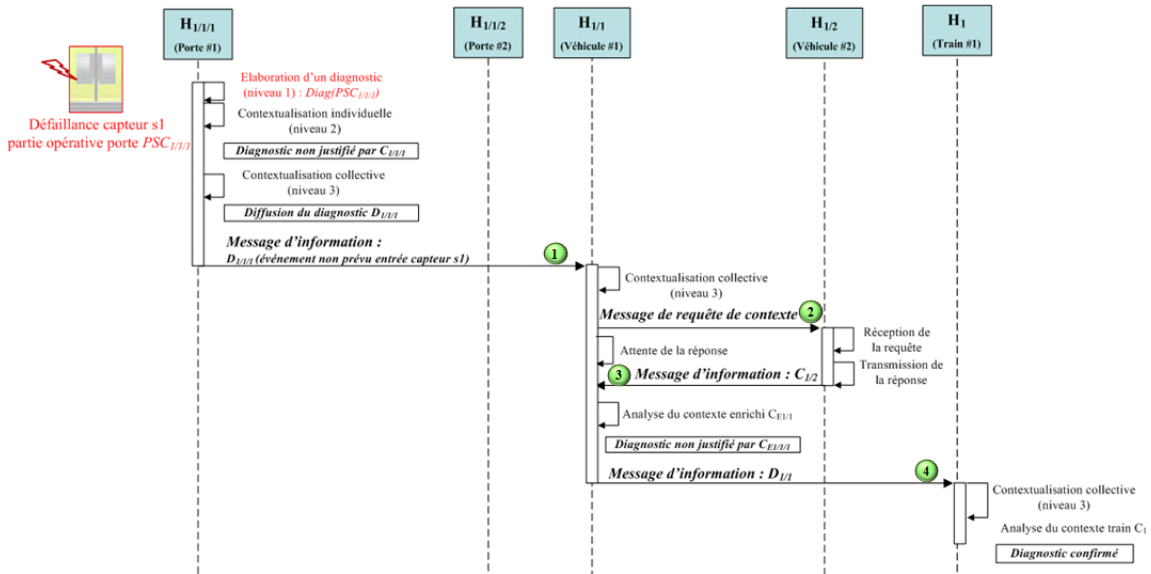 H1/1/1
(Porte #1)
H1/1/2
(Porte #2)
H1/1
(Véhicule #1)
H1/2
(Véhicule #2)
H1
(Train #1)
Défaillance capteur s1
partie opérative porte PSC1/1/1
Elaboration d'un diagnostic
(niveau 1) : Diag(PSC1/1/1)
Contextualisation individuelle
(niveau 2)
Diagnostic non justifié par C1/1/1
Contextualisation collective
(niveau 3)
Diffusion du diagnostic D1/1/1
Message d'information :
D1/1/1 (événement non prévu entrée capteur s1)
1
Contextualisation collective
(niveau 3)
Message de requête de contexte
2
Réception de
la requête
Attente de la réponse
Transmission de
la réponse
3
Message d'information : C1/2
Analyse du contexte enrichi CE1/1
Diagnostic non justifié par CE1/1/1
Message d'information : D1/1
4
Contextualisation collective
(niveau 3)
Analyse du contexte train C1
Diagnostic confirmé